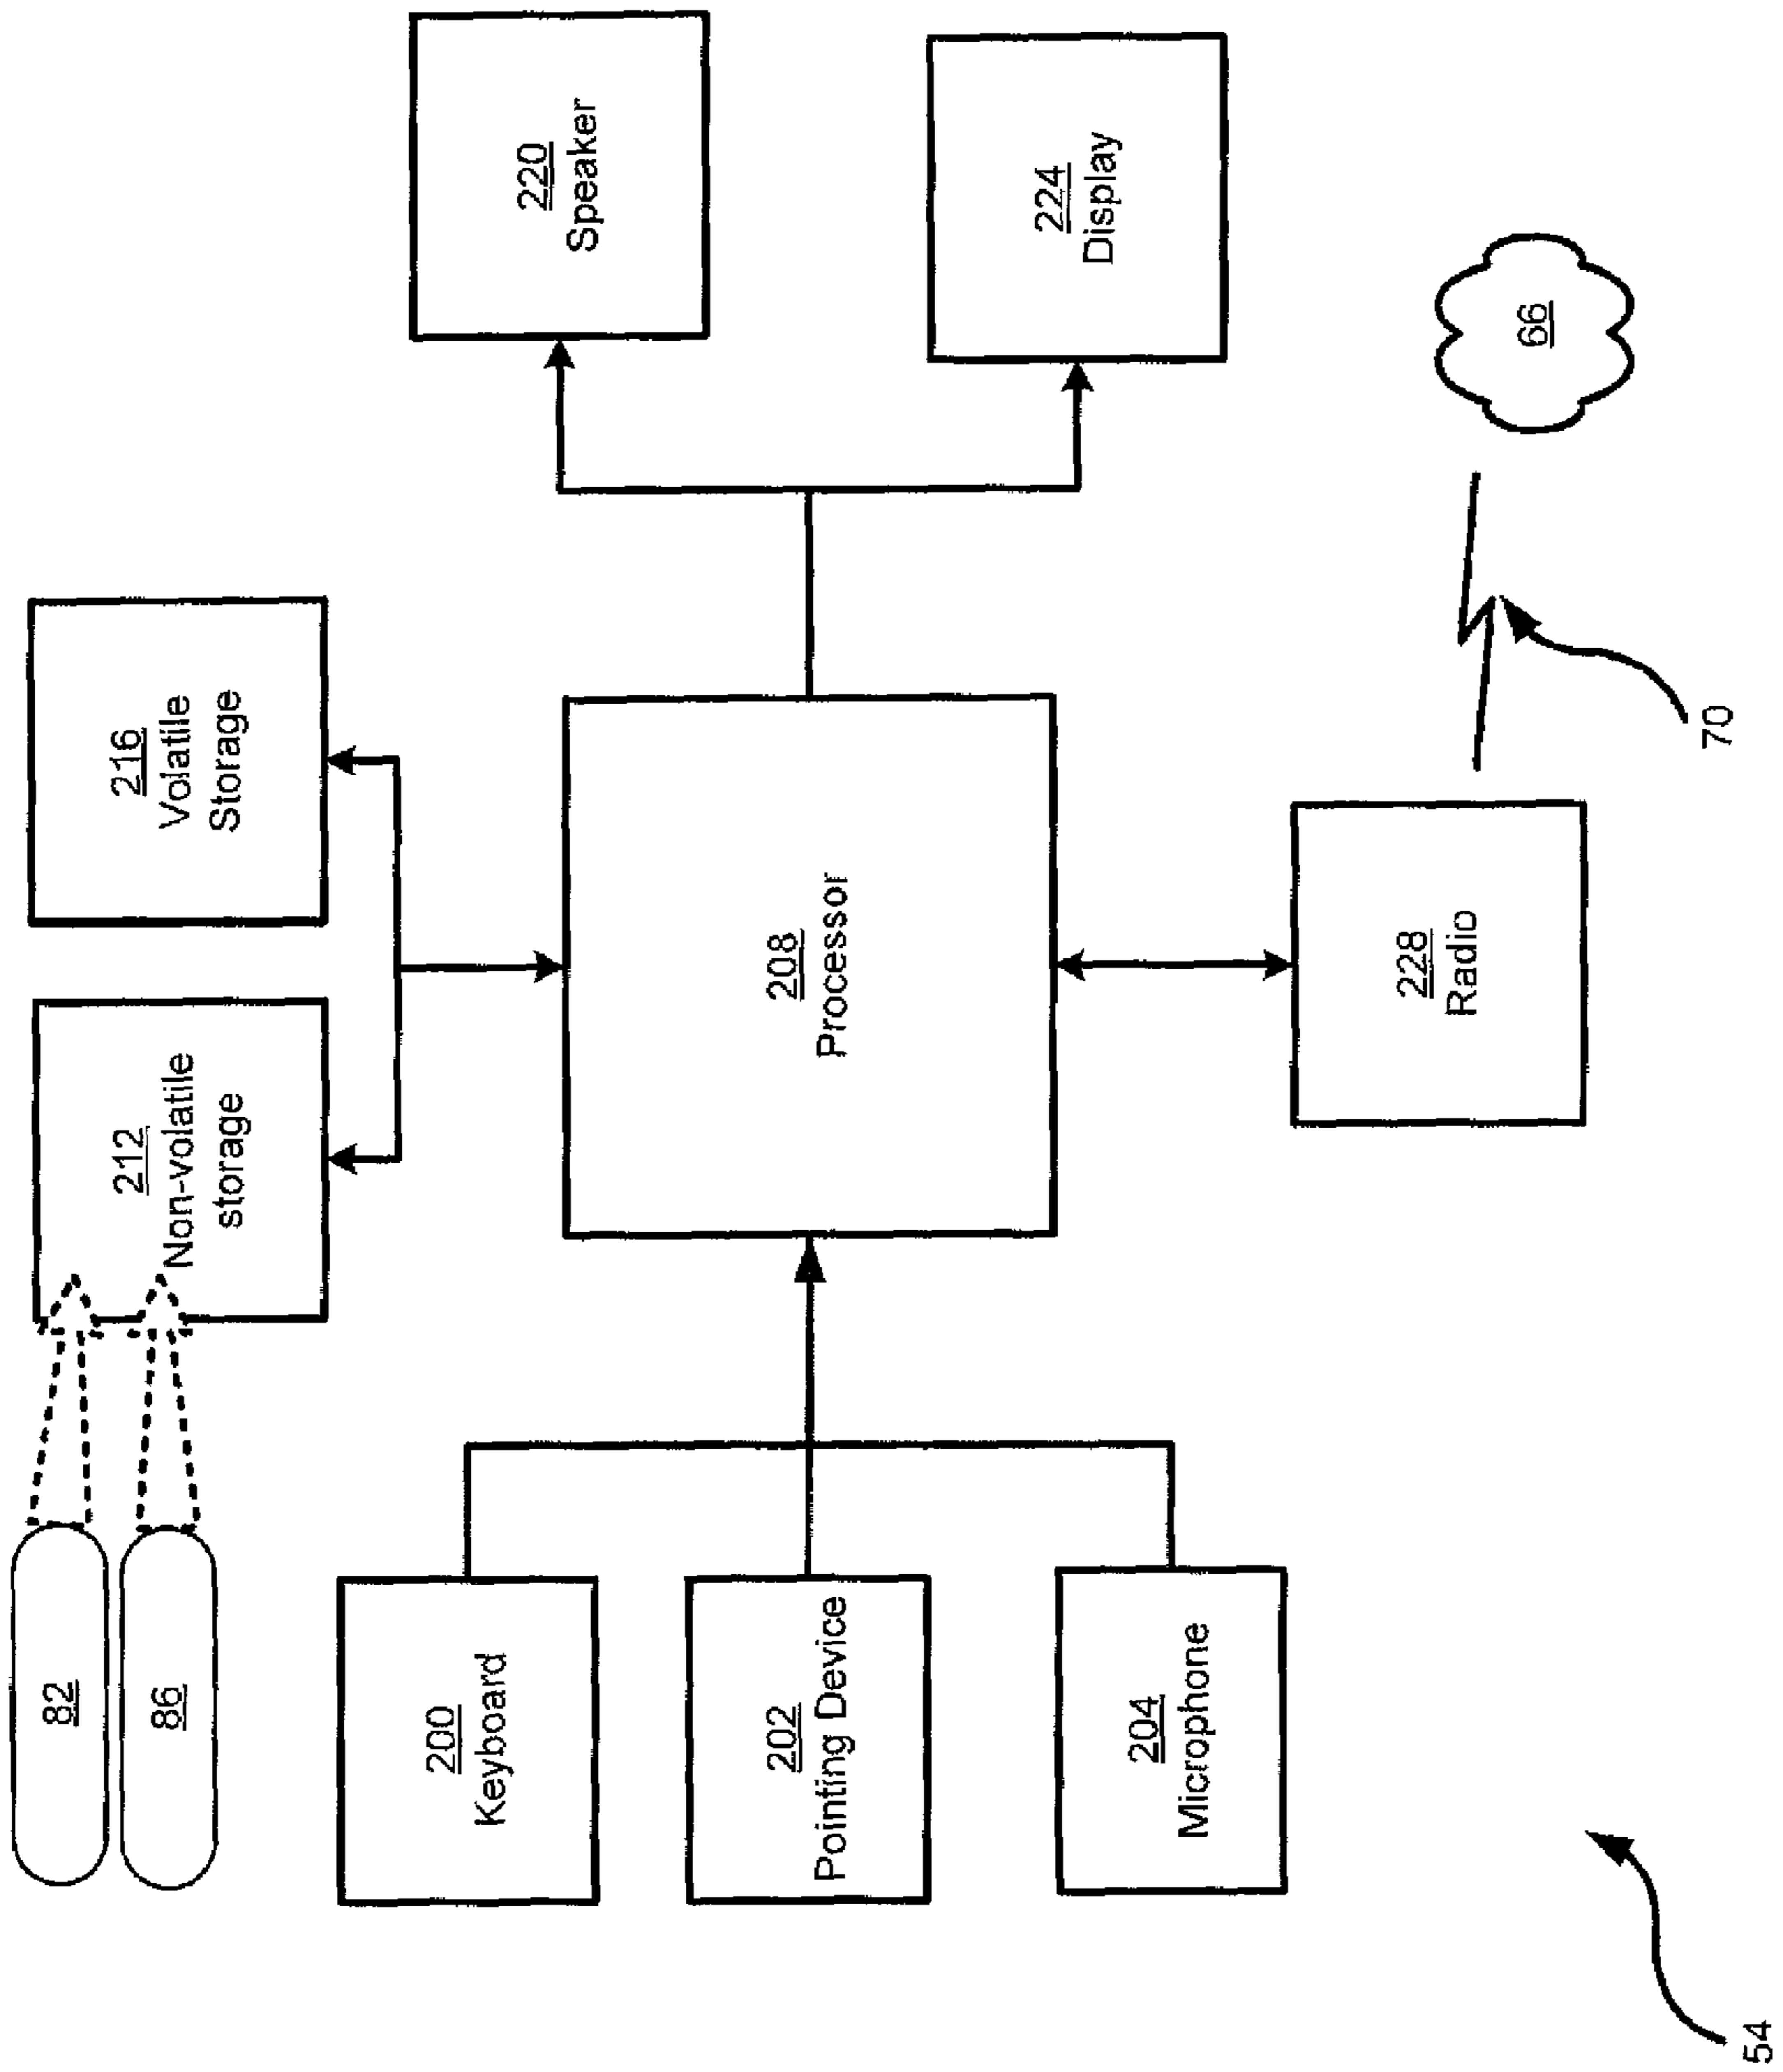 82
86
212
Non-volatile
storage
216
Volatile
Storage
200
Keyboard
202
Pointing Device
204
Microphone
208
Processor
220
Speaker
224
Display
228
Radio
66
70
54